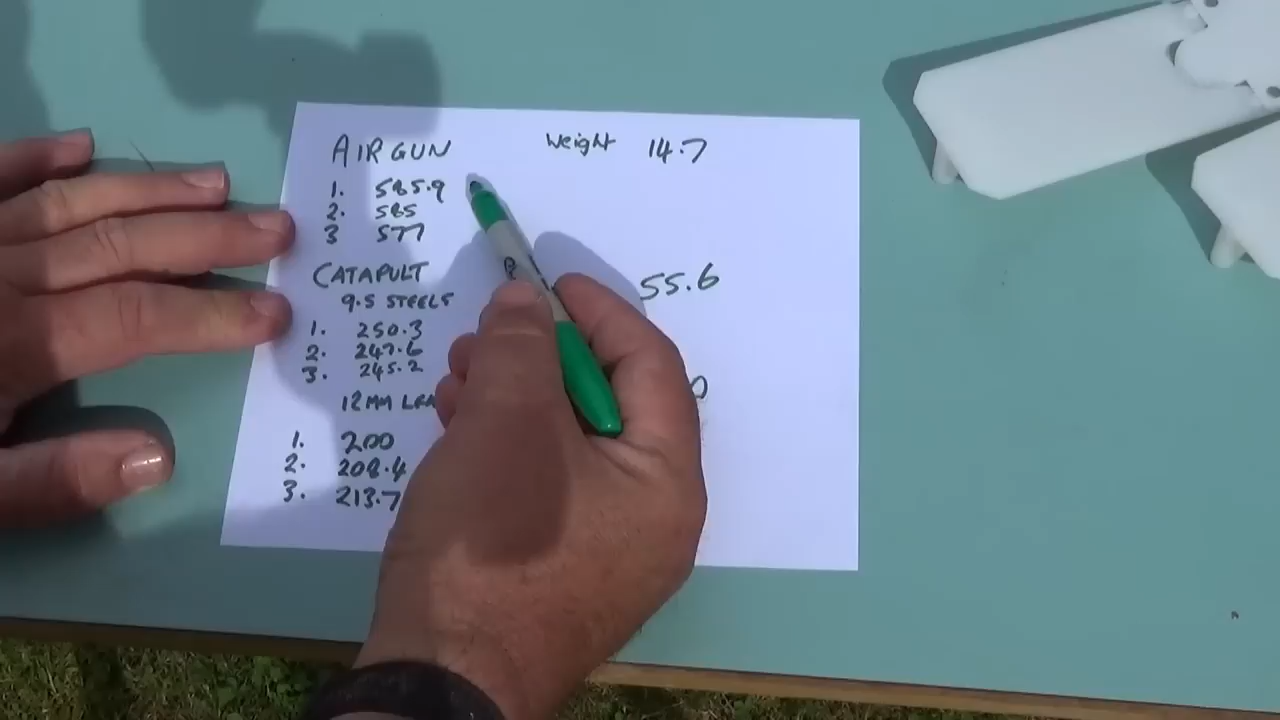 AIRGUN Weight 14.7
1. 585.9
2. 585
3 577
CATAPULT 55.6
9.5 STEELS
1. 250.3
2. 247.6
3. 245.2
12MM
1. 200
2. 208.4
3. 213.7